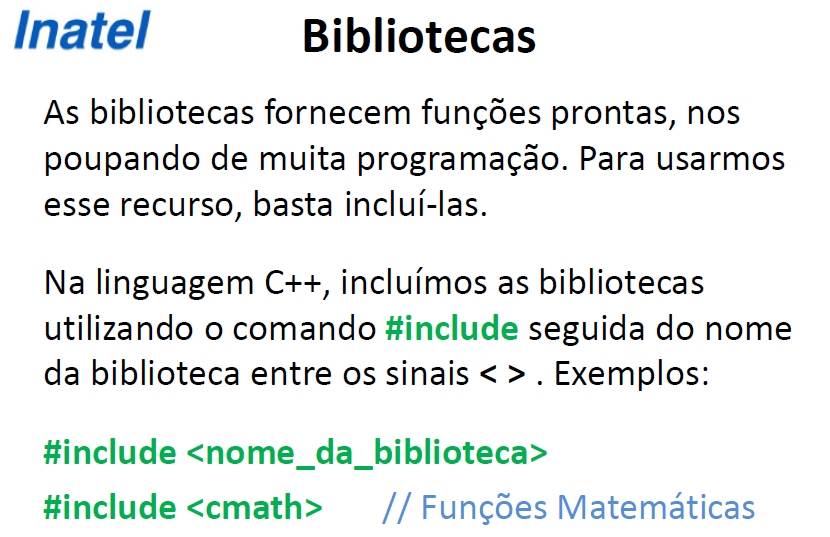 Inatel
Bibliotecas
As bibliotecas fornecem funções prontas, nos
poupando de muita programação. Para usarmos
esse recurso, basta incluí-las.
Na linguagem C++, incluímos as bibliotecas
utilizando o comando #include seguida do nome
da biblioteca entre os sinais < > . Exemplos:
#include <nome_da_biblioteca>
#include <cmath> // Funções Matemáticas